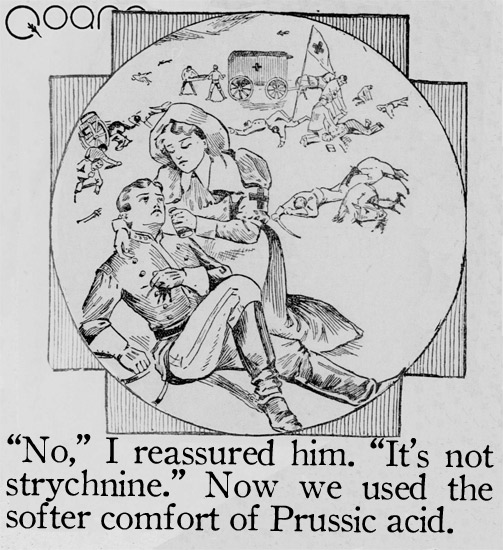 “No,” I reassured him. “It’s not
strychnine.” Now we used the
softer comfort of Prussic acid.